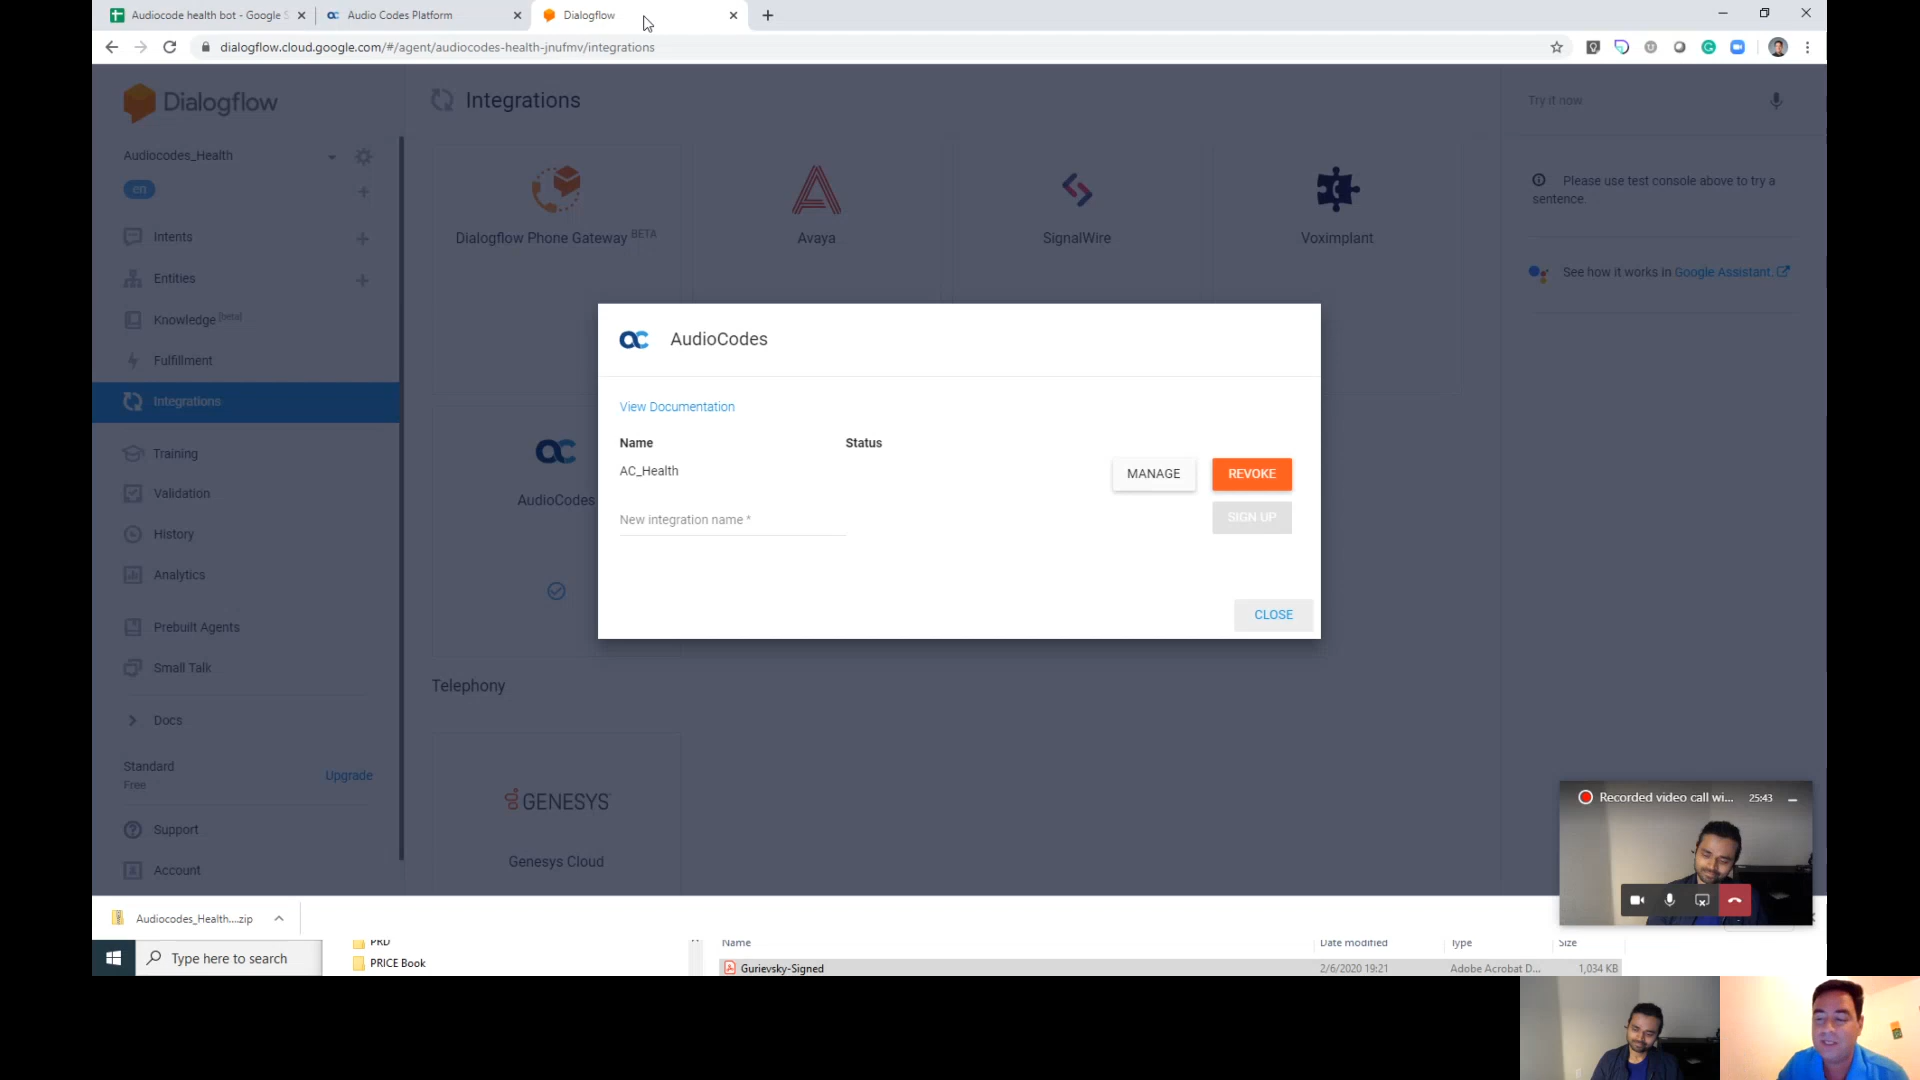 Audiocode health bot - Google S
Audio Codes Platform
Dialogflow
dialogflow.cloud.google.com/#/agent/audiocodes-health-jnufmv/integrations
Dialogflow
Integrations
Try it now
Audiocodes_Health
en
Please use test console above to try a
sentence.
Intents
Dialogflow Phone Gateway BETA
Avaya
SignalWire
Voximplant
Entities
See how it works in Google Assistant.
Knowledge [beta]
Fulfillment
Integrations
AudioCodes
View Documentation
Name Status
AC_Health
MANAGE
REVOKE
New integration name *
SIGN UP
CLOSE
Training
Validation
AudioCodes
History
Analytics
Prebuilt Agents
Small Talk
Telephony
Docs
Standard
Free
Upgrade
GENESYS
Genesys Cloud
Support
Account
Recorded video call wi... 25:43
Audiocodes_Health....zip
Type here to search
PRD
PRICE Book
Name Date modified Type Size
Gurievsky-Signed 2/6/2020 19:21 Adobe Acrobat D... 1,034 KB